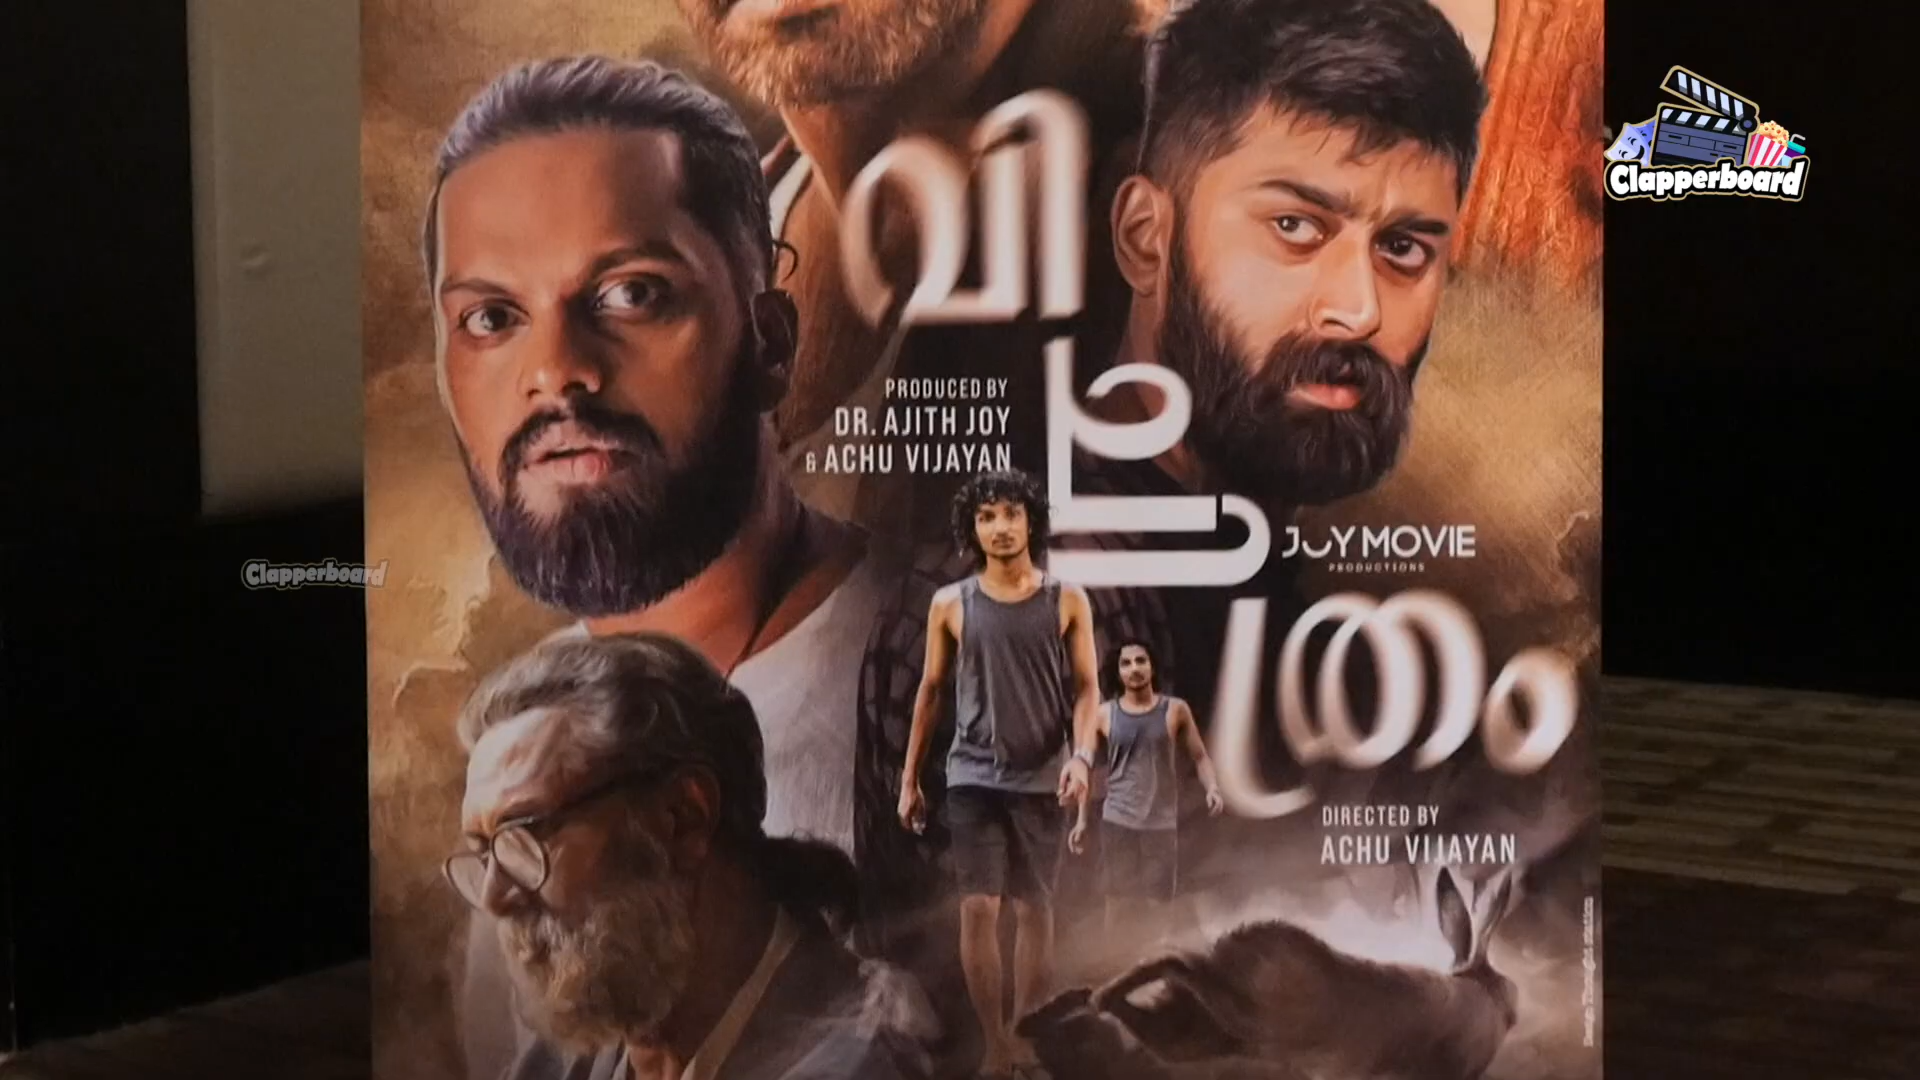 Clapperboard
വി
ചി
ത്രം
PRODUCED BY
DR. AJITH JOY
& ACHU VIJAYAN
JOY MOVIE
PRODUCTIONS
Clapperboard
DIRECTED BY
ACHU VIJAYAN